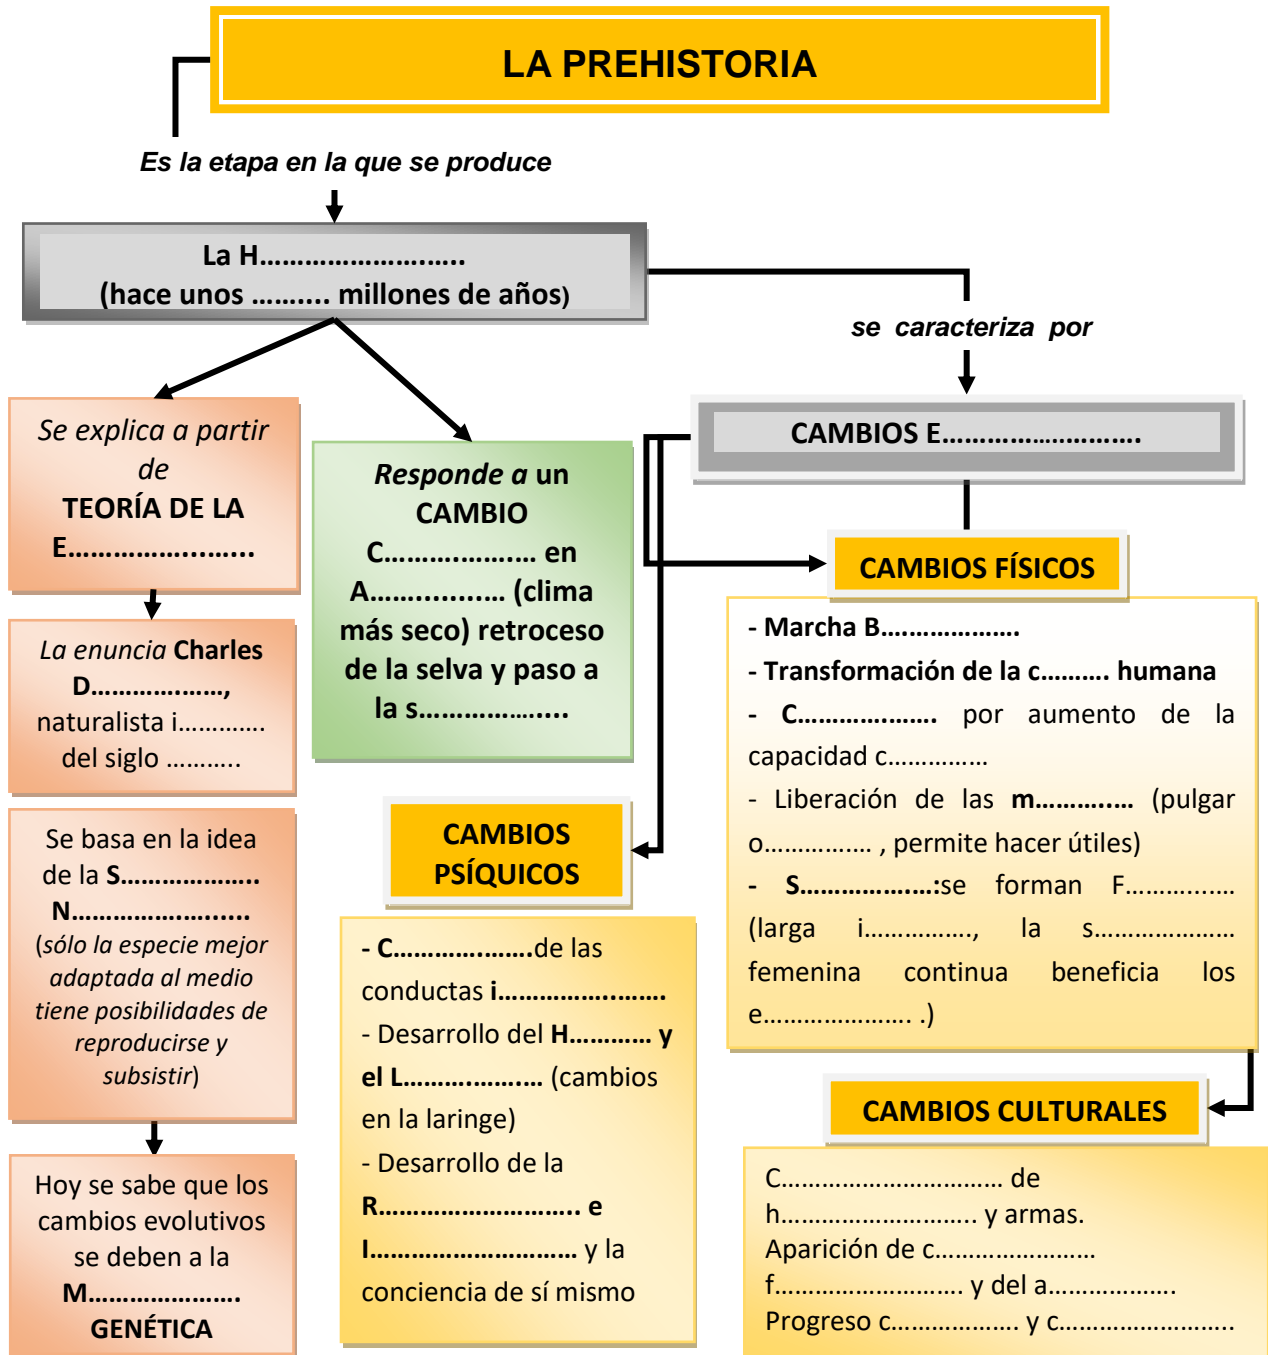 LA PREHISTORIA
Es la etapa en la que se produce
La H………………….…..
(hace unos ……..... millones de años)
se caracteriza por
Se explica a partir
de
TEORÍA DE LA
E……………..…....
Responde a un
CAMBIO
C……….…….… en
A……..........… (clima
más seco) retroceso
de la selva y paso a
la s………………....
CAMBIOS E…………….....……….
La enuncia Charles
D………….……,
naturalista i………….
del siglo ………..
CAMBIOS FÍSICOS
- Marcha B….…………….
- Transformación de la c………. humana
- C………….……. por aumento de la
capacidad c……………
- Liberación de las m………..… (pulgar
o………….… , permite hacer útiles)
- S…………….…:se forman F………...…
(larga i……………., la s…………………
femenina continua beneficia los
e…………………. .)
Se basa en la idea
de la S………………..
N…………….…......
(sólo la especie mejor
adaptada al medio
tiene posibilidades de
reproducirse y
subsistir)
CAMBIOS
PSÍQUICOS
- C………….…….de las
conductas i……………..…….
- Desarrollo del H………… y
el L……….…….… (cambios
en la laringe)
- Desarrollo de la
R…………………….. e
I………………………… y la
conciencia de sí mismo
Hoy se sabe que los
cambios evolutivos
se deben a la
M………………….
GENÉTICA
CAMBIOS CULTURALES
C…………………………… de
h……………………….. y armas.
Aparición de c……………………
f………………………. y del a……………….
Progreso c………………. y c……………………..